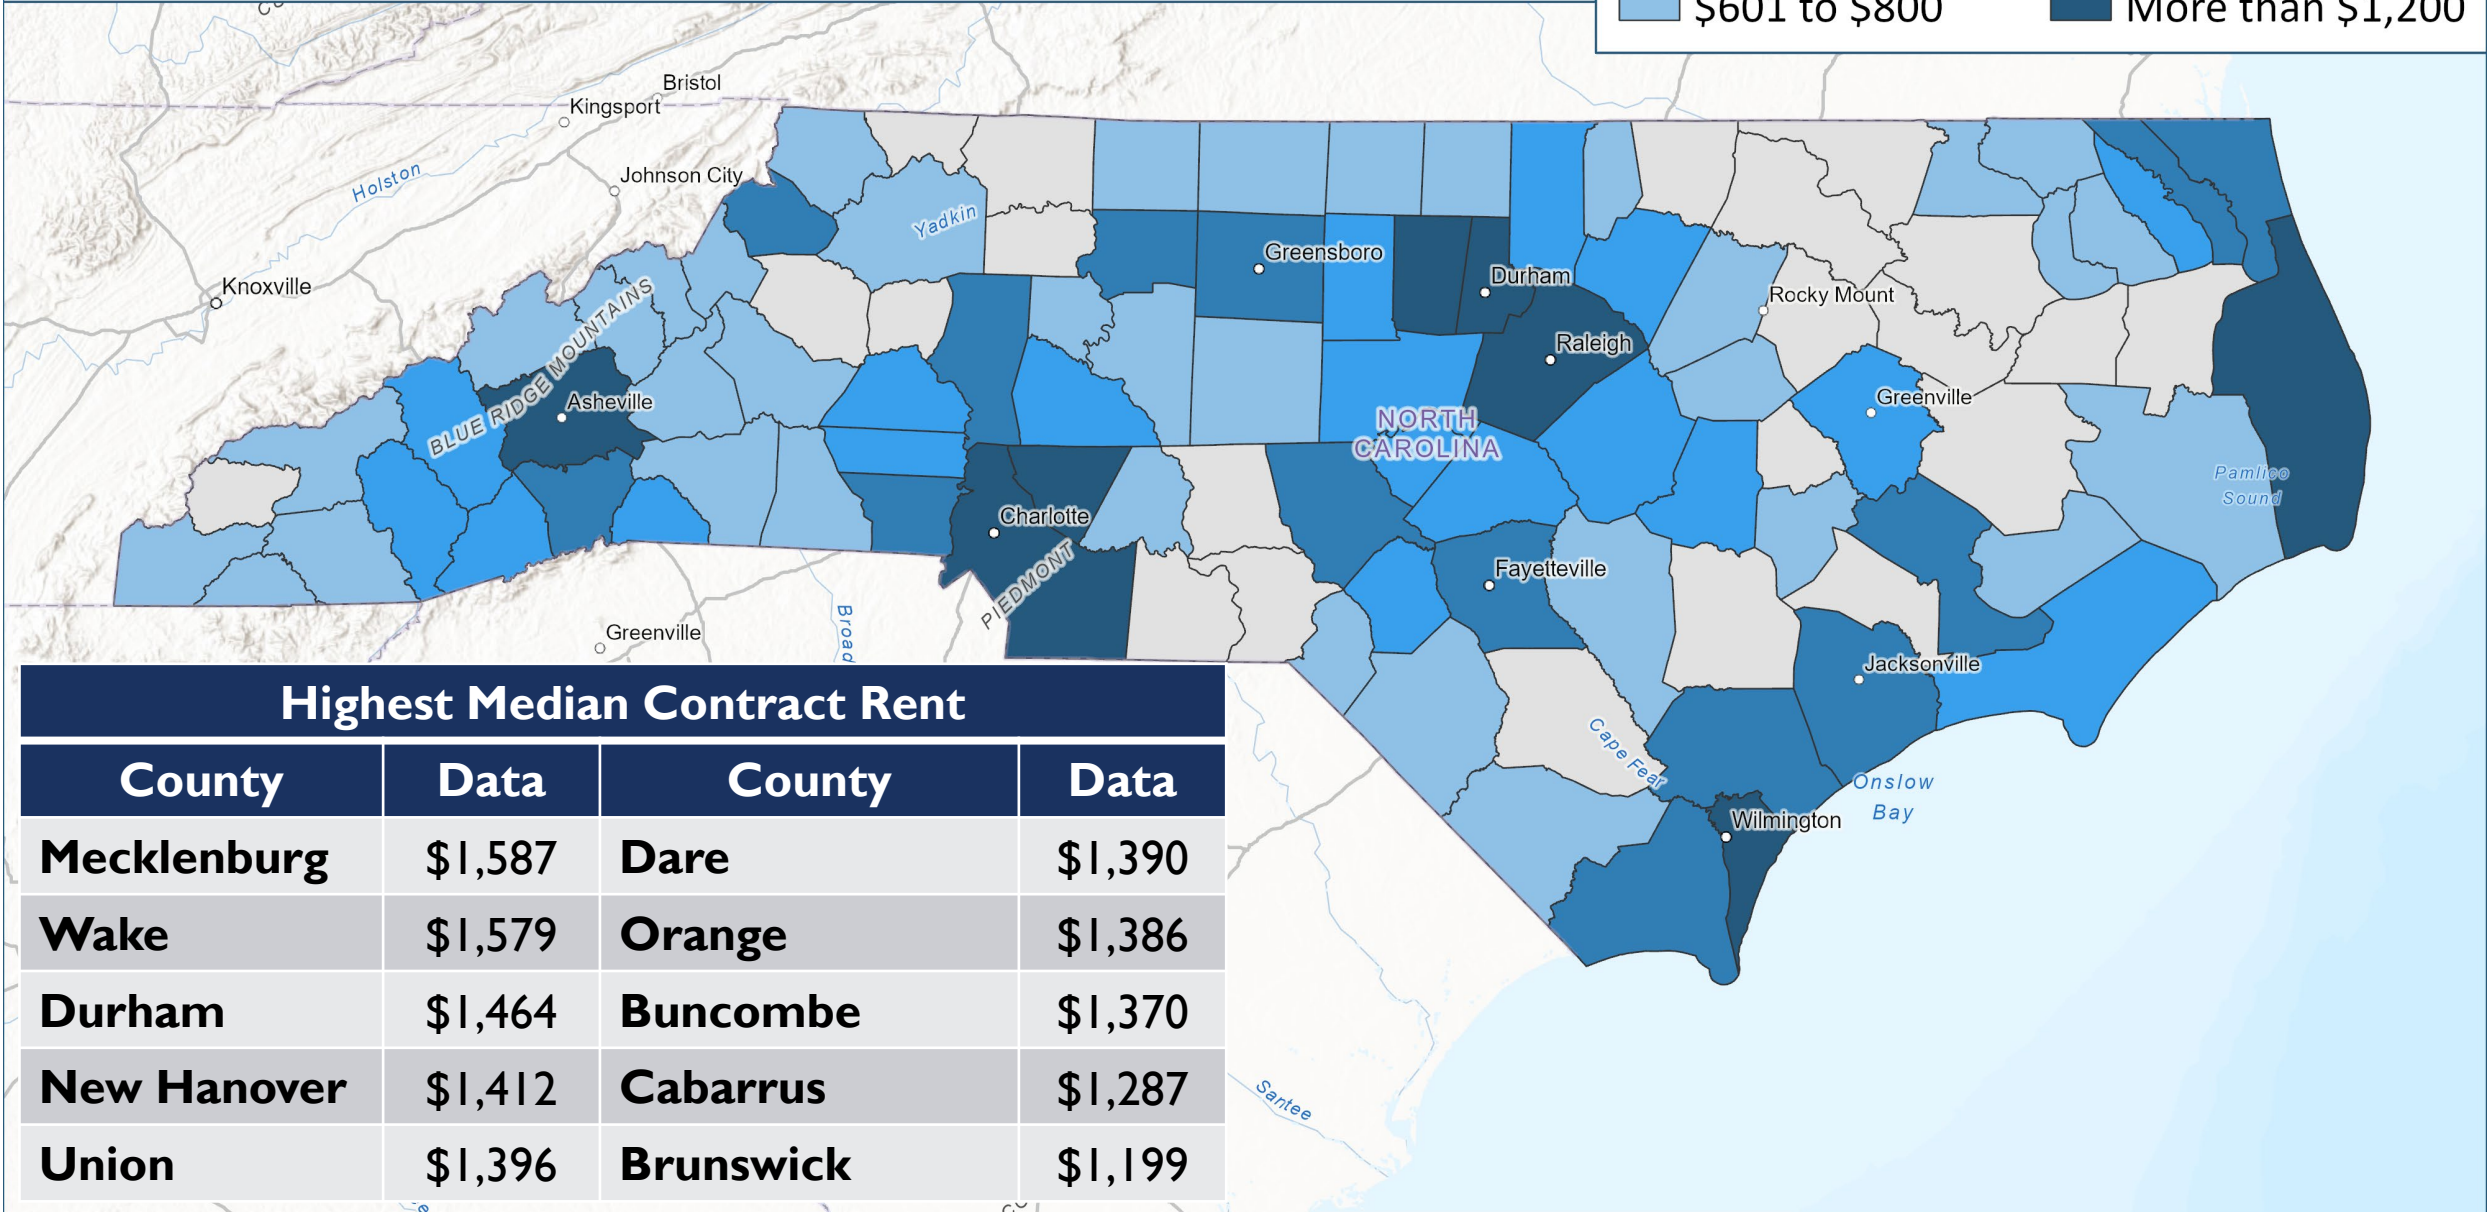 $601 to $800
More than $1,200
Bristol
Kingsport
Johnson City
Holston
Yadkin
Knoxville
BLUE RIDGE MOUNTAINS
Asheville
Greensboro
Durham
Raleigh
Rocky Mount
Greenville
NORTH
CAROLINA
Pamlico
Sound
Charlotte
PIEDMONT
Fayetteville
Greenville
Broad
Jacksonville
Cape Fear
Onslow
Bay
Wilmington
Santee
Highest Median Contract Rent
County Data County Data
Mecklenburg $1,587 Dare $1,390
Wake $1,579 Orange $1,386
Durham $1,464 Buncombe $1,370
New Hanover $1,412 Cabarrus $1,287
Union $1,396 Brunswick $1,199